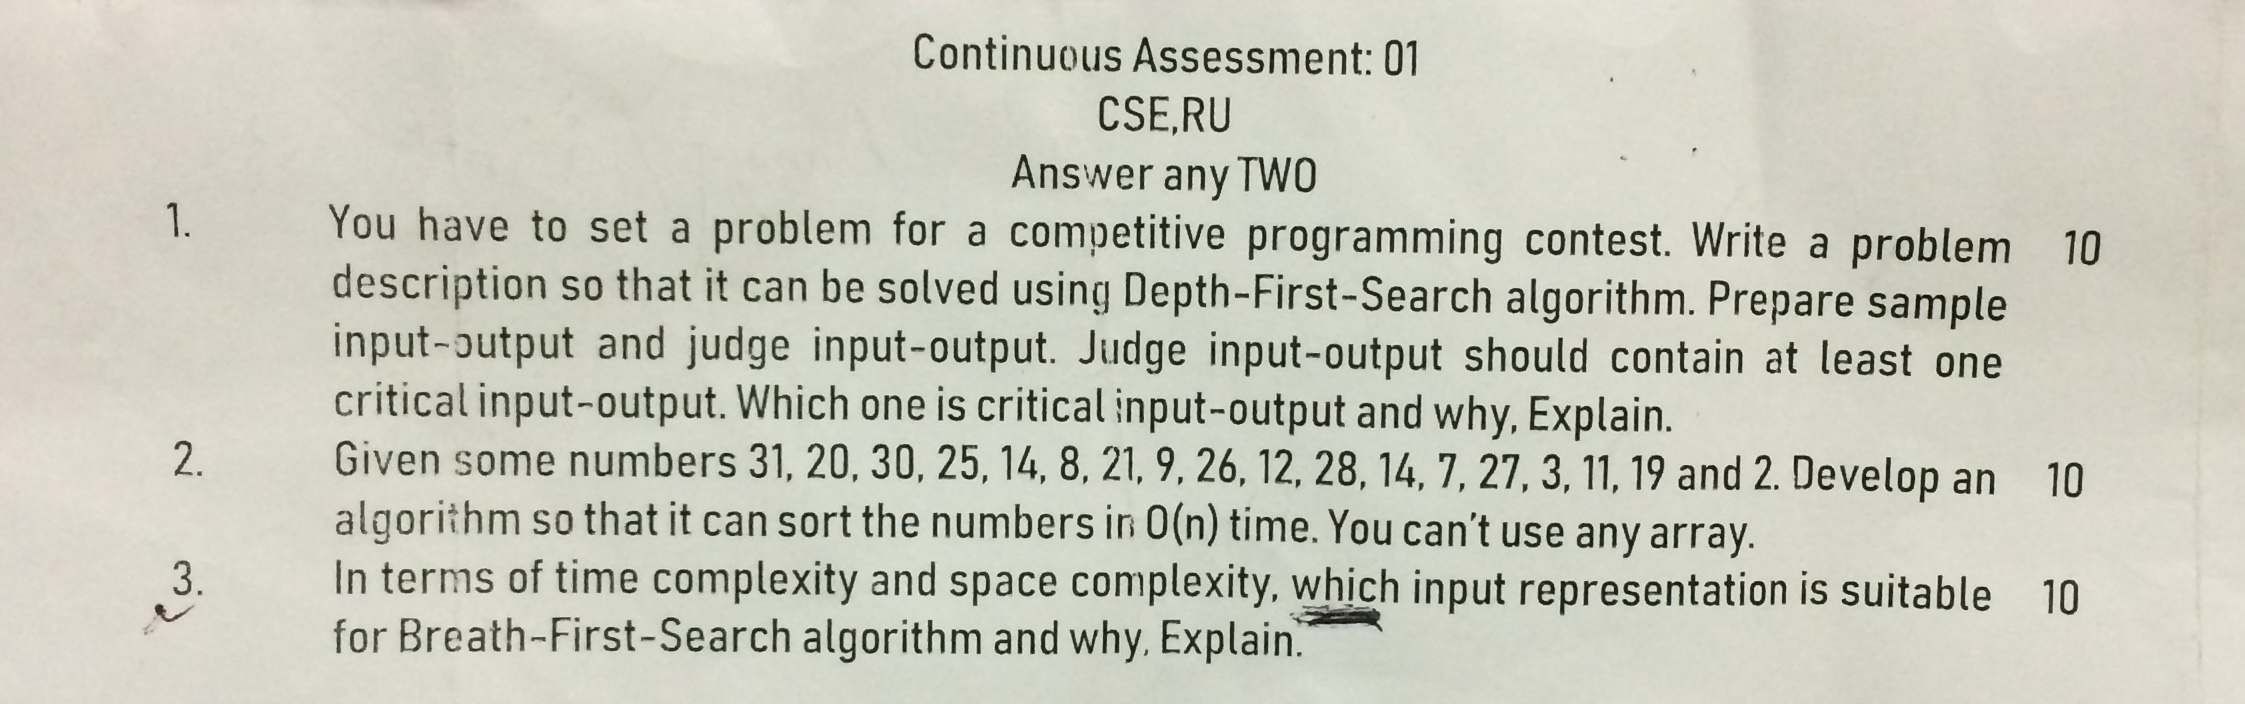 Continuous Assessment: 01
CSE,RU
Answer any TWO
1. You have to set a problem for a competitive programming contest. Write a problem 10
description so that it can be solved using Depth-First-Search algorithm. Prepare sample
input-output and judge input-output. Judge input-output should contain at least one
critical input-output. Which one is critical input-output and why, Explain.
2. Given some numbers 31, 20, 30, 25, 14, 8, 21, 9, 26, 12, 28, 14, 7, 27, 3, 11, 19 and 2. Develop an 10
algorithm so that it can sort the numbers in O(n) time. You can't use any array.
3. In terms of time complexity and space complexity, which input representation is suitable 10
for Breath-First-Search algorithm and why, Explain.